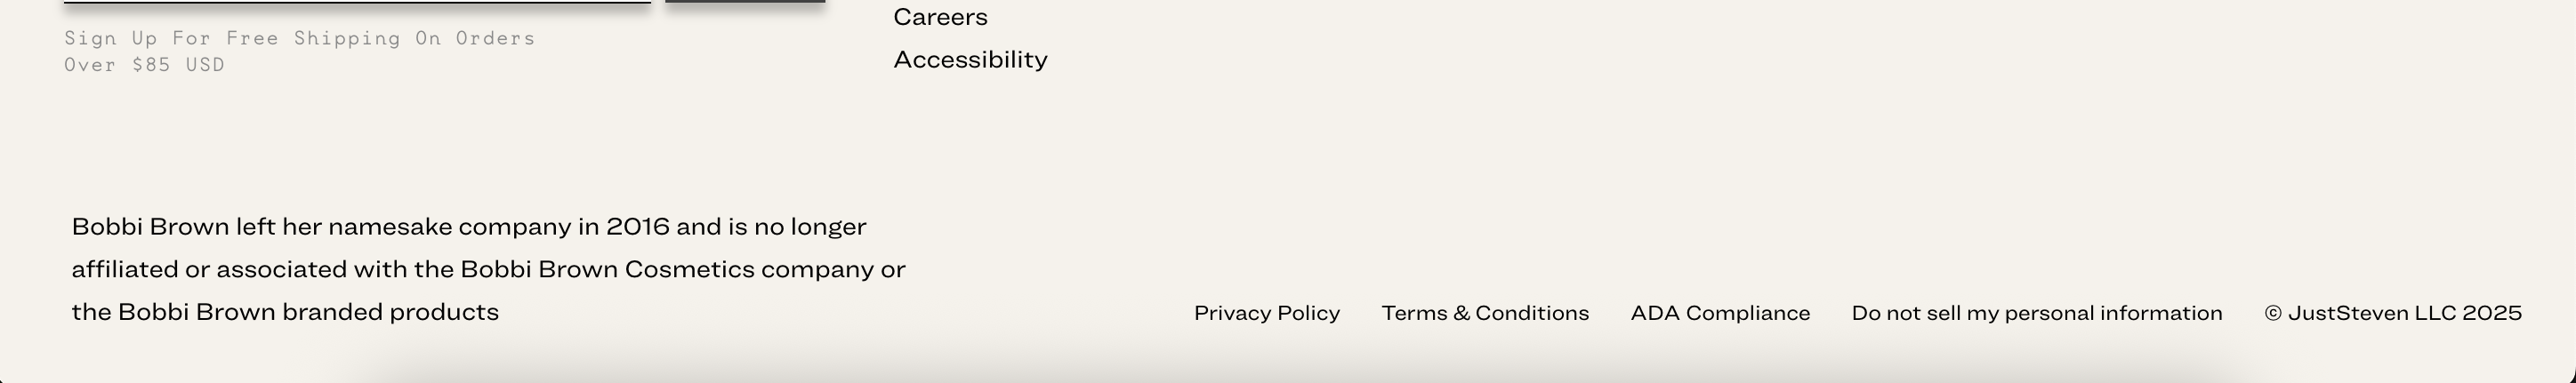 Careers
Sign Up For Free Shipping On Orders
Over $85 USD
Accessibility
Bobbi Brown left her namesake company in 2016 and is no longer
affiliated or associated with the Bobbi Brown Cosmetics company or
the Bobbi Brown branded products
Privacy Policy Terms & Conditions ADA Compliance Do not sell my personal information © JustSteven LLC 2025